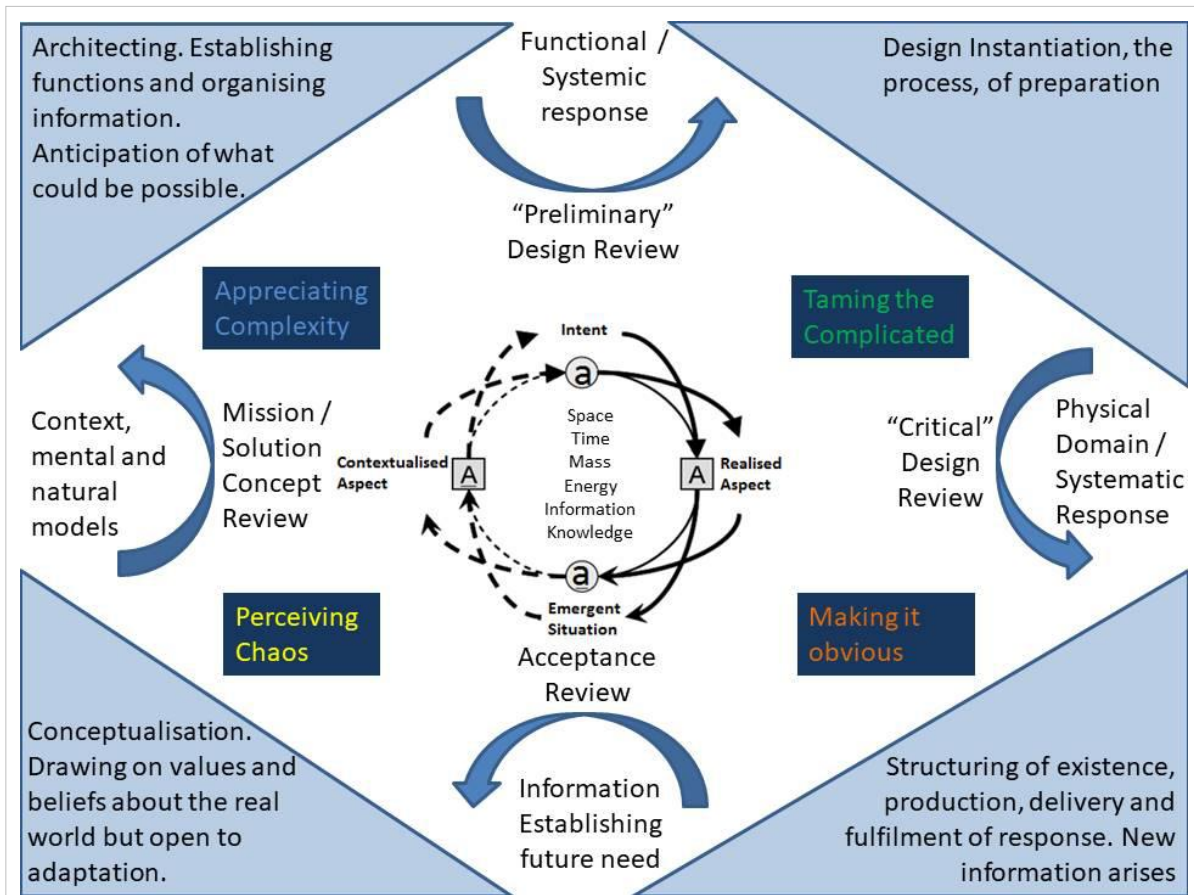 Architecting. Establishing
functions and organising
information.
Anticipation of what
could be possible.
Functional /
Systemic
response
Design Instantiation, the
process, of preparation
“Preliminary”
Design Review
Appreciating
Complexity
Taming the
Complicated
Context,
mental and
natural
models
Mission /
Solution
Concept
Review
Intent
a
Contextualised
Aspect
A
Space
Time
Mass
Energy
Information
Knowledge
A
Realised
Aspect
a
Emergent
Situation
“Critical”
Design
Review
Physical
Domain /
Systematic
Response
Perceiving
Chaos
Making it
obvious
Acceptance
Review
Conceptualisation.
Drawing on values and
beliefs about the real
world but open to
adaptation.
Information
Establishing
future need
Structuring of existence,
production, delivery and
fulfilment of response. New
information arises